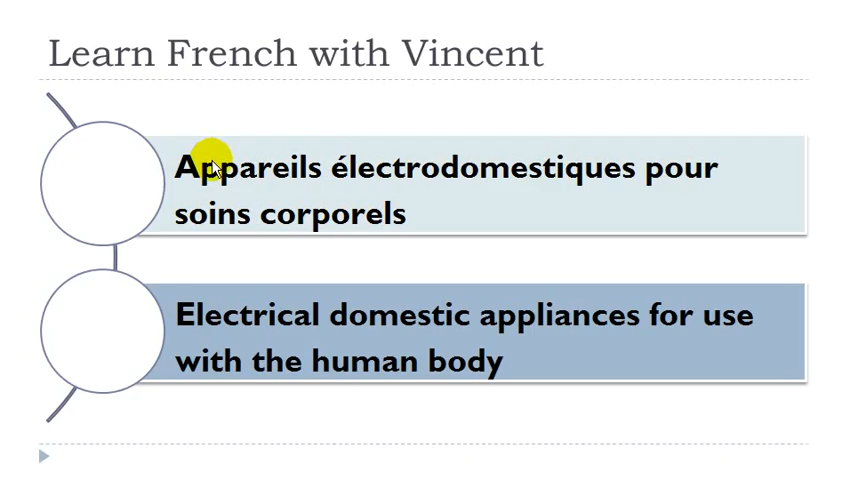 Learn French with Vincent
Appareils électrodomestiques pour
soins corporels
Electrical domestic appliances for use
with the human body